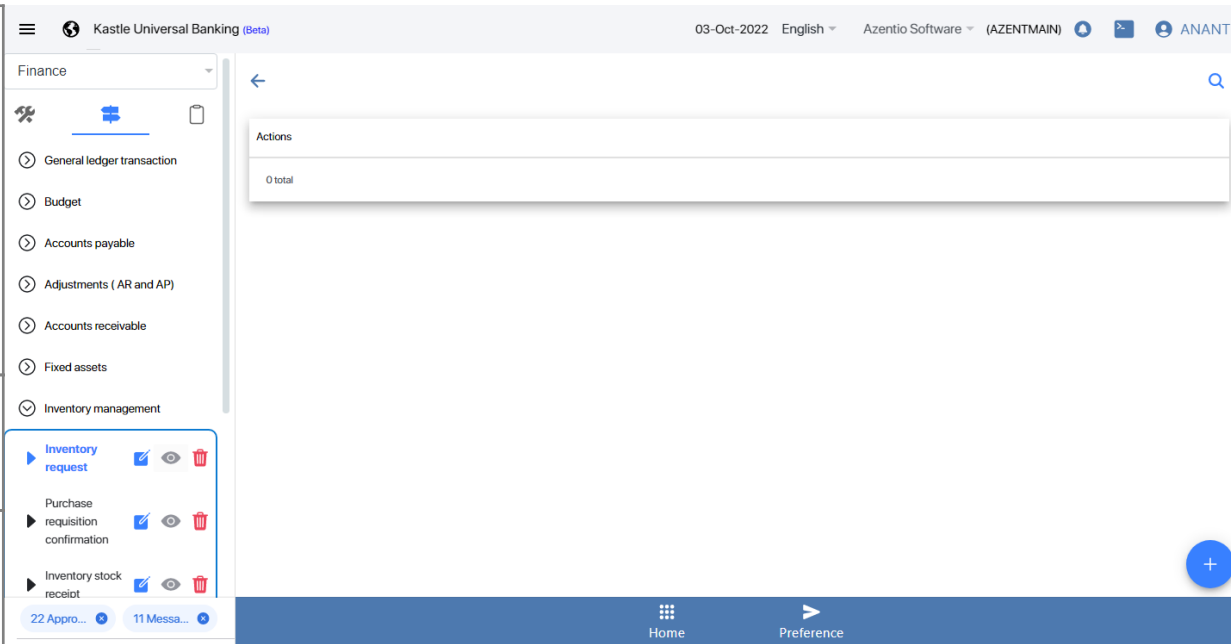 Kastle Universal Banking (Beta)
03-Oct-2022 English Azentio Software (AZENTMAIN) ANANT
Finance
Actions
0 total
General ledger transaction
Budget
Accounts payable
Adjustments ( AR and AP)
Accounts receivable
Fixed assets
Inventory management
Inventory
request
Purchase
requisition
confirmation
Inventory stock
receipt
22 Appro...
11 Messa...
Home
Preference